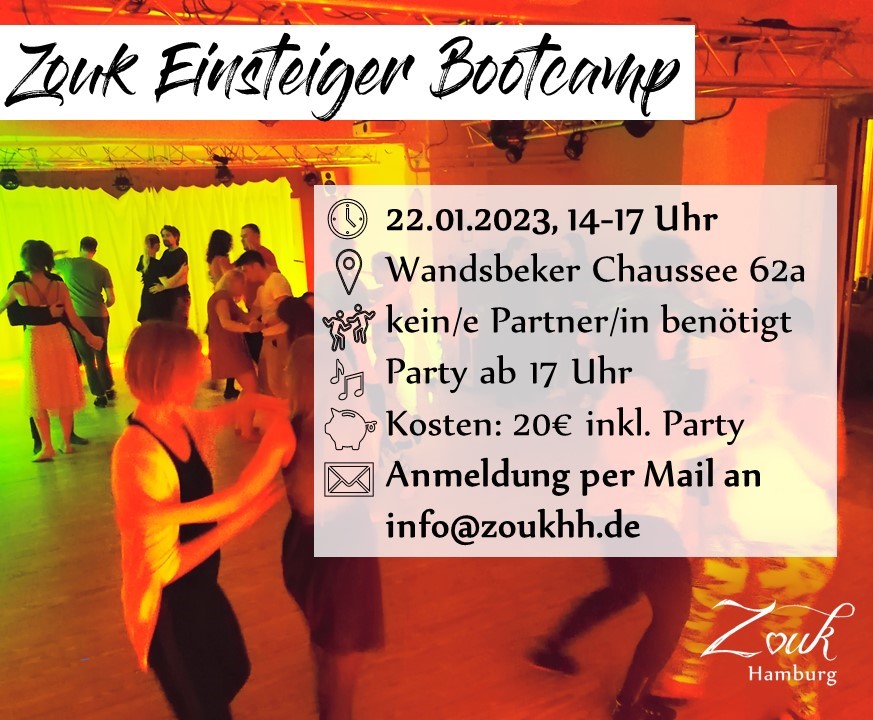 Zouk Einsteiger Bootcamp
22.01.2023, 14-17 Uhr
Wandsbeker Chaussee 62a
kein/e Partner/in benötigt
Party ab 17 Uhr
Kosten: 20€ inkl. Party
Anmeldung per Mail an
info@zoukhh.de
Zouk
Hamburg